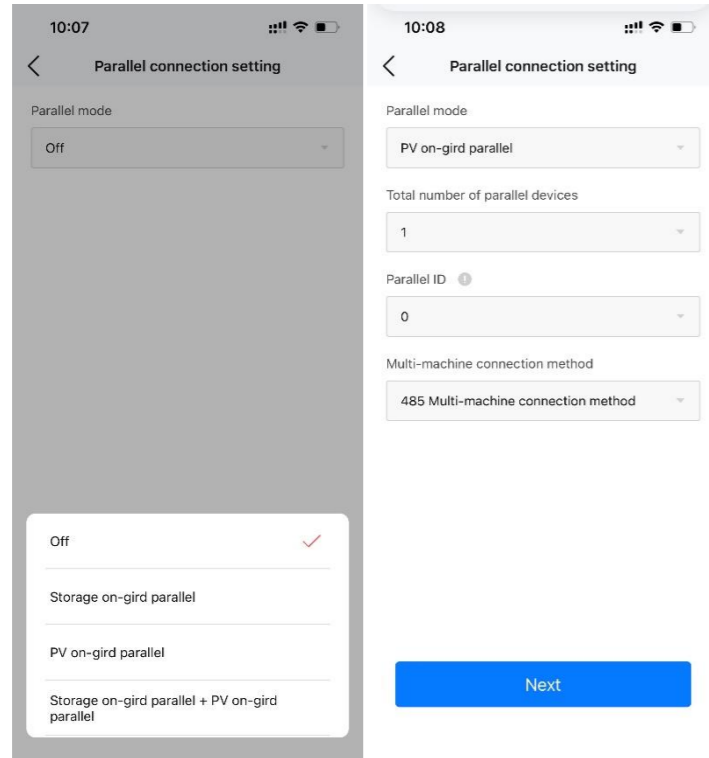 10:07
Parallel connection setting
Parallel mode
Off
Off
Storage on-gird parallel
PV on-gird parallel
Storage on-gird parallel + PV on-gird
parallel
10:08
Parallel connection setting
Parallel mode
PV on-gird parallel
Total number of parallel devices
1
Parallel ID
0
Multi-machine connection method
485 Multi-machine connection method
Next